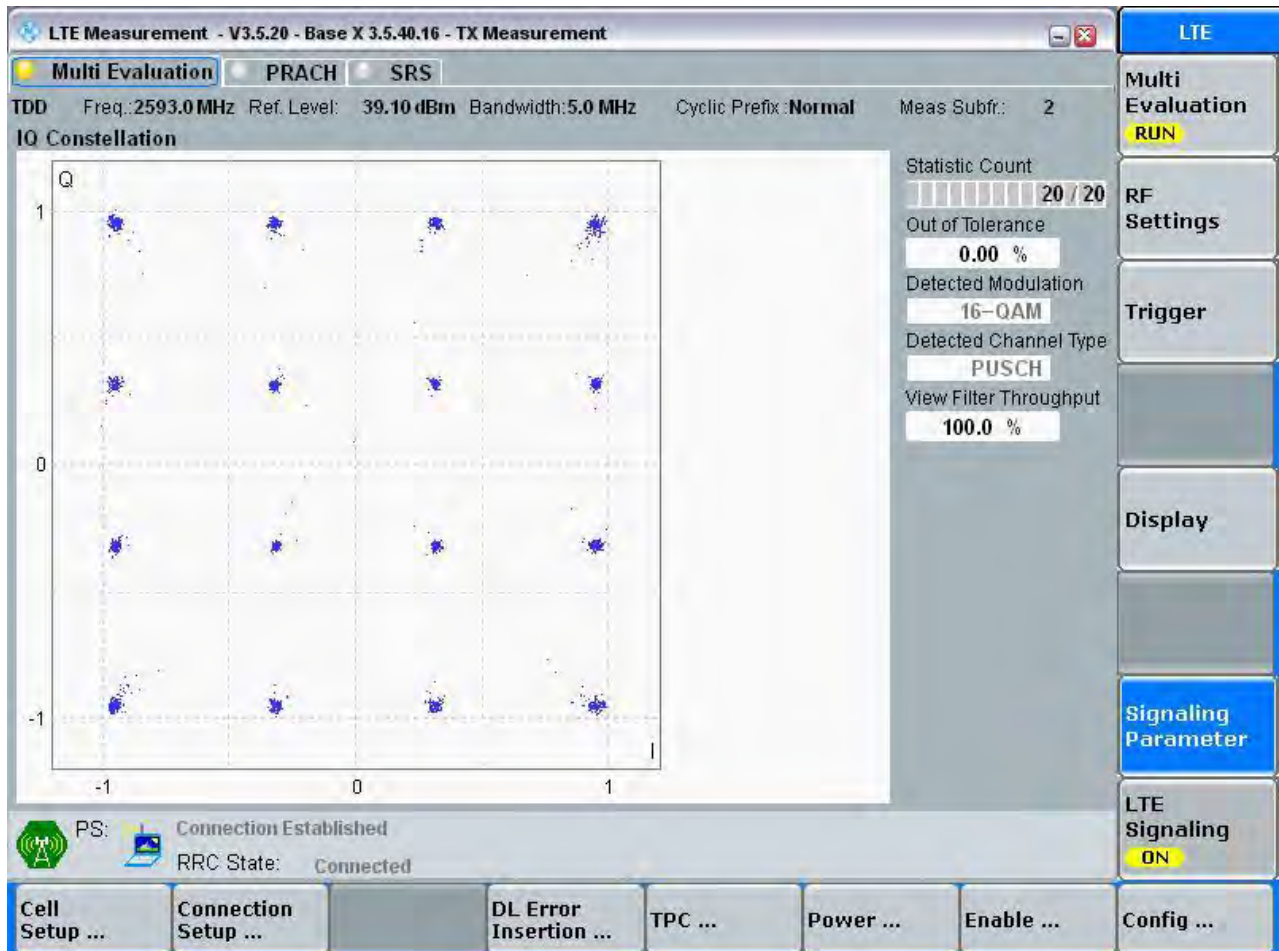 LTE Measurement - V3.5.20 - Base X 3.5.40.16 - TX Measurement
LTE
Multi Evaluation PRACH SRS
TDD Freq.:2593.0 MHz Ref. Level: 39.10 dBm Bandwidth:5.0 MHz Cyclic Prefix :Normal Meas Subfr.: 2
IQ Constellation
Q
1
0
-1
-1 0 1
I
Statistic Count
20 / 20
Out of Tolerance
0.00 %
Detected Modulation
16-QAM
Detected Channel Type
PUSCH
View Filter Throughput
100.0 %
Multi
Evaluation
RUN
RF
Settings
Trigger
Display
Signaling
Parameter
LTE
Signaling
ON
PS: Connection Established
RRC State: Connected
Cell
Setup ...
Connection
Setup ...
DL Error
Insertion ...
TPC ...
Power ...
Enable ...
Config ...